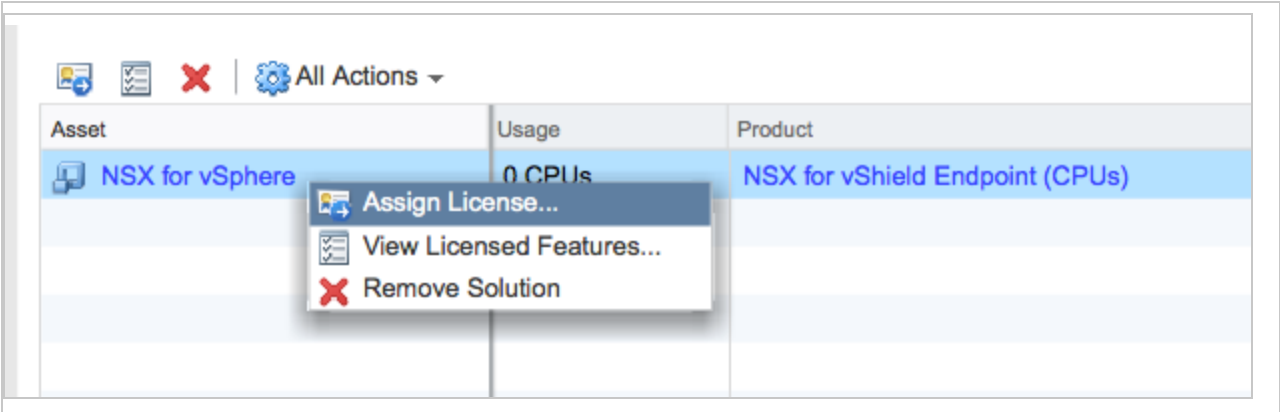 All Actions
Asset Usage Product
NSX for vSphere 0 CPUs NSX for vShield Endpoint (CPUs)
Assign License...
View Licensed Features...
Remove Solution